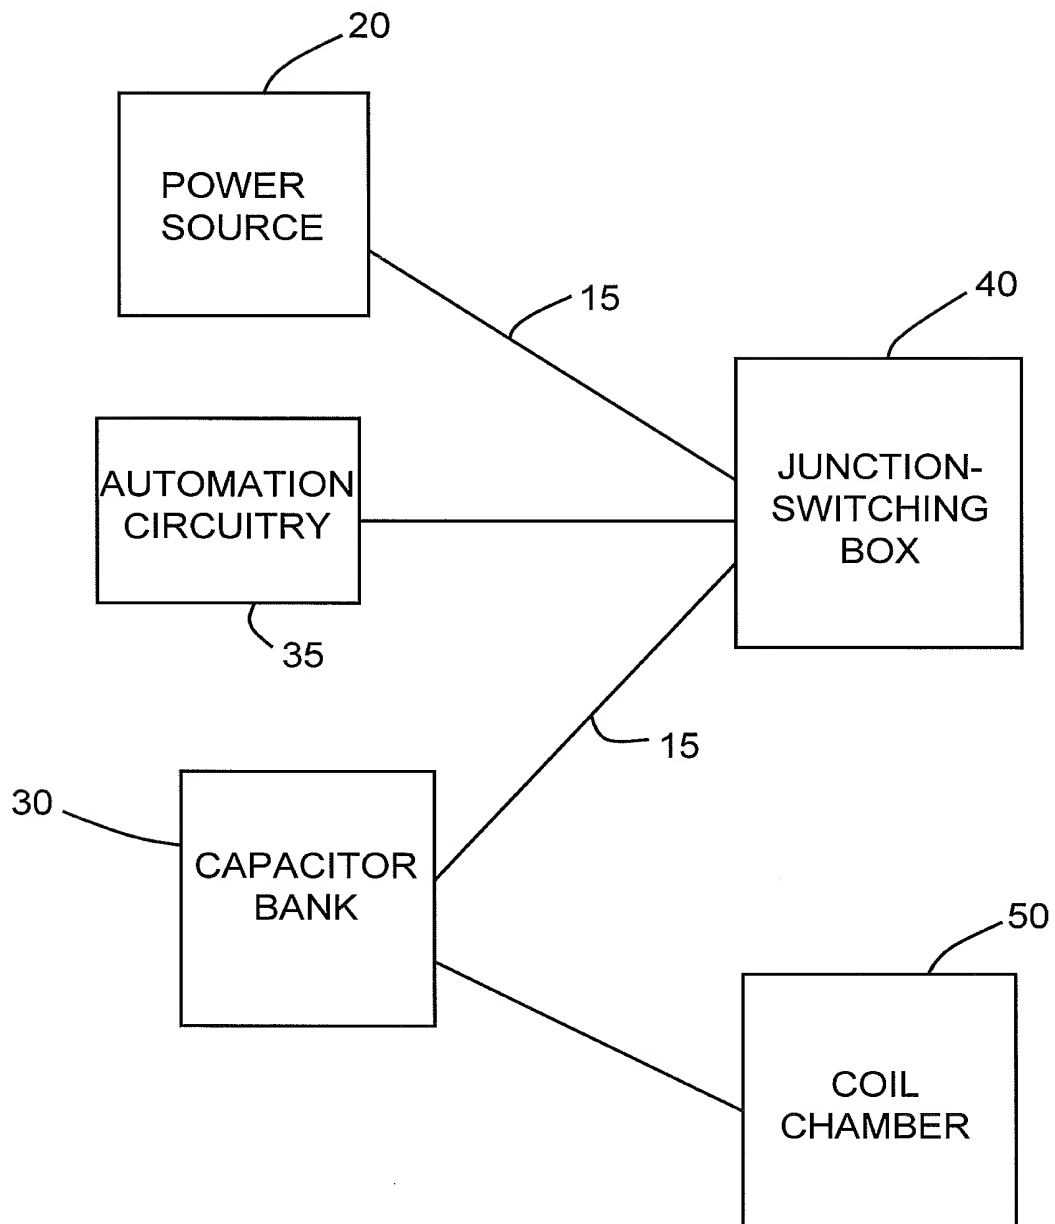 20
POWER
SOURCE
15
40
AUTOMATION
CIRCUITRY
JUNCTION-
SWITCHING
BOX
35
15
30
CAPACITOR
BANK
50
COIL
CHAMBER